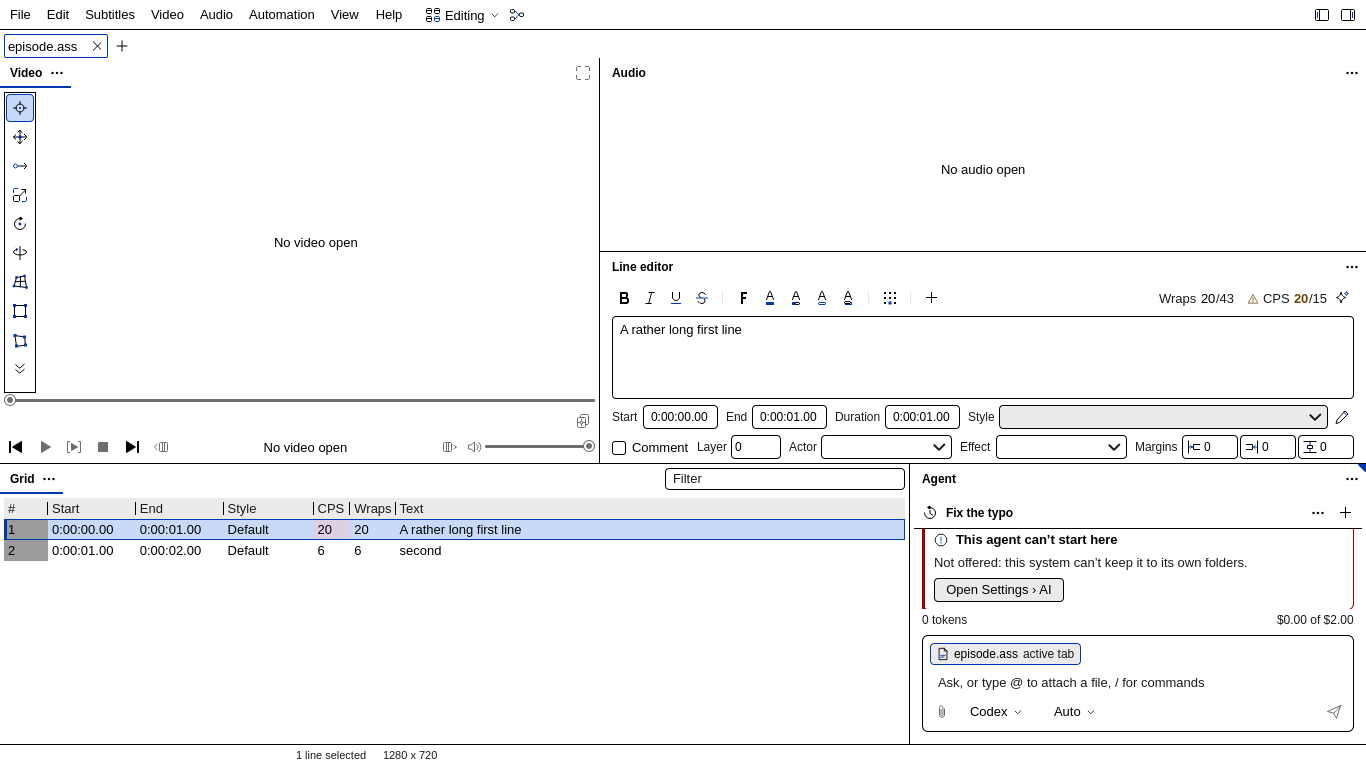 File Edit Subtitles Video Audio Automation View Help Editing
episode.ass
Video
No video open
No video open
Audio
No audio open
Line editor
B I U S F A A A A Wraps 20/43 CPS 20/15
A rather long first line
Start 0:00:00.00 End 0:00:01.00 Duration 0:00:01.00 Style
Comment Layer 0 Actor Effect Margins 0 0 0
Grid Filter
# Start End Style CPS Wraps Text
1 0:00:00.00 0:00:01.00 Default 20 20 A rather long first line
2 0:00:01.00 0:00:02.00 Default 6 6 second
Agent
Fix the typo
This agent can’t start here
Not offered: this system can’t keep it to its own folders.
Open Settings › AI
0 tokens $0.00 of $2.00
episode.ass active tab
Ask, or type @ to attach a file, / for commands
Codex Auto
1 line selected 1280 x 720